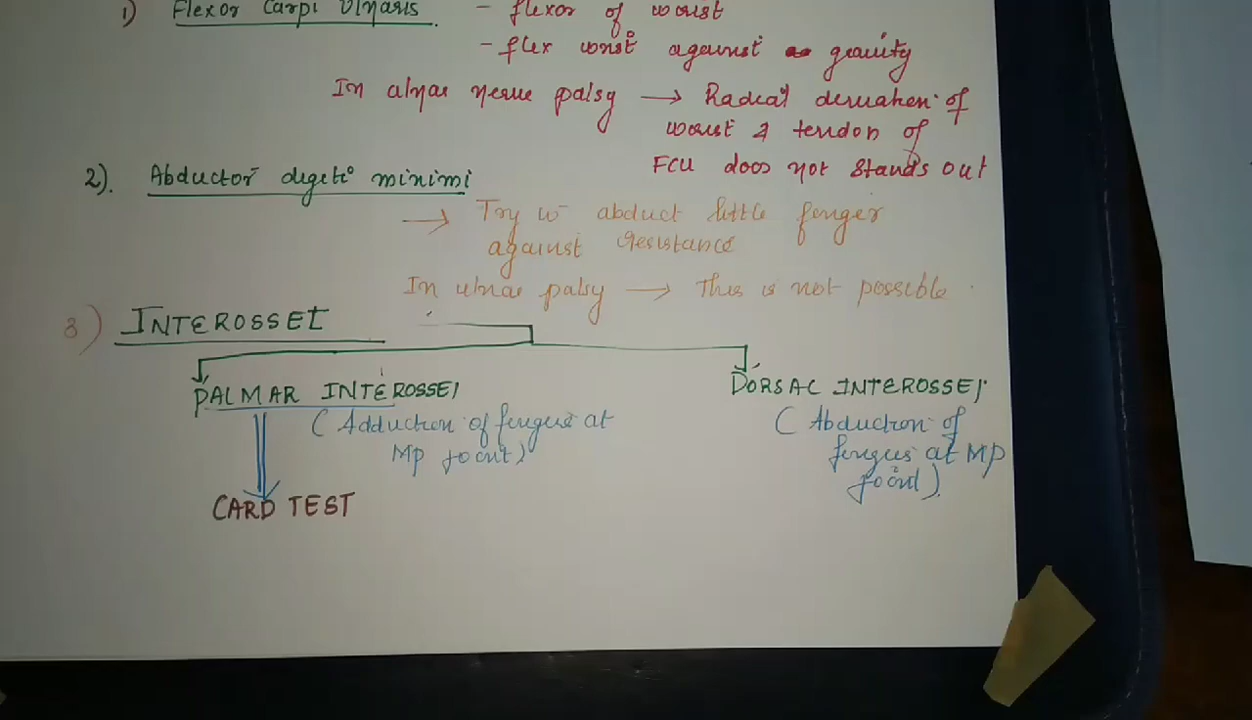 1) Flexor Carpi Ulnaris - flexor of wrist
- flex wrist against gravity
In ulnar nerve palsy → Radial deviation of
wrist & tendon of
FCU does not stands out
2). Abductor digiti minimi
→ Try to abduct little finger
against resistance
In ulnar palsy → This is not possible.
3) INTEROSSEI
PALMAR INTEROSSEI
(Adduction of fingers at
MP joint)
DORSAL INTEROSSEI
(Abduction of
fingers at MP
joint).
CARD TEST